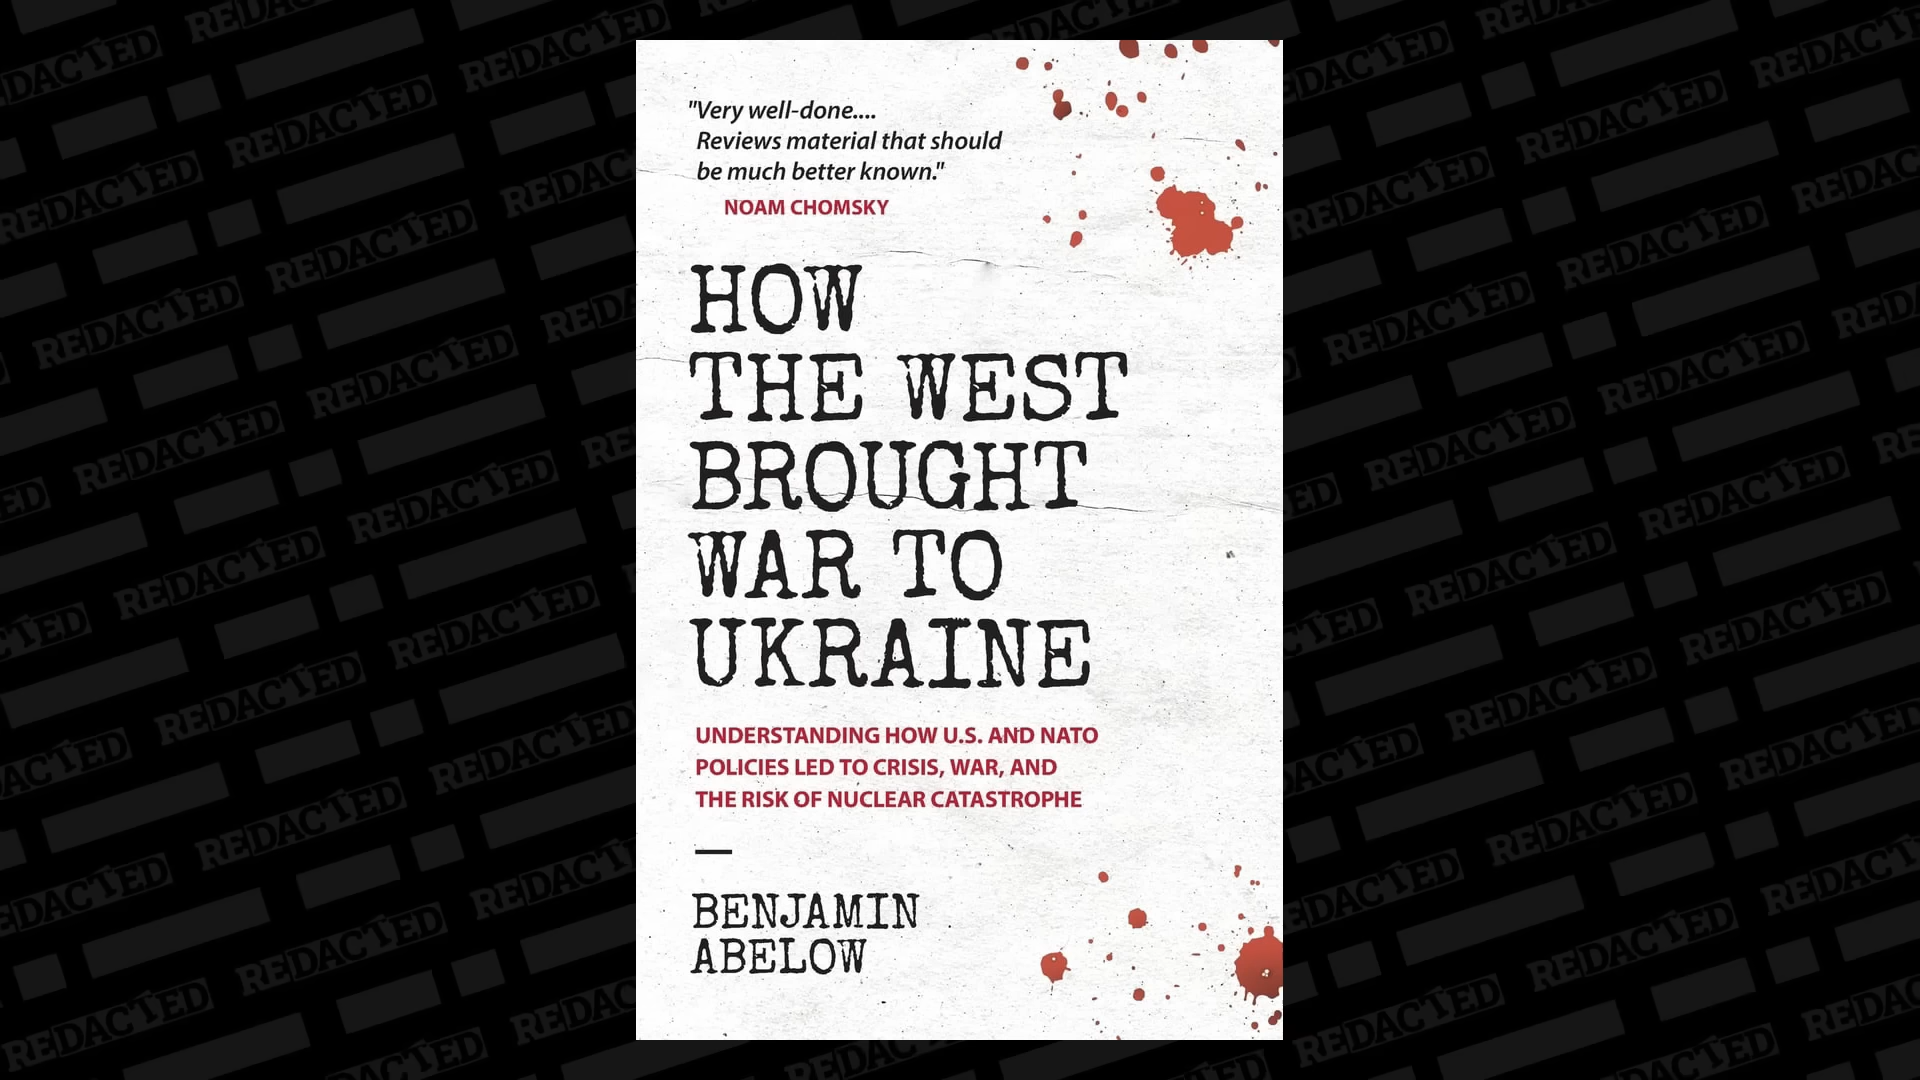 "Very well-done....
Reviews material that should
be much better known."
NOAM CHOMSKY
HOW
THE WEST
BROUGHT
WAR TO
UKRAINE
UNDERSTANDING HOW U.S. AND NATO
POLICIES LED TO CRISIS, WAR, AND
THE RISK OF NUCLEAR CATASTROPHE
BENJAMIN
ABELOW
REDACTED